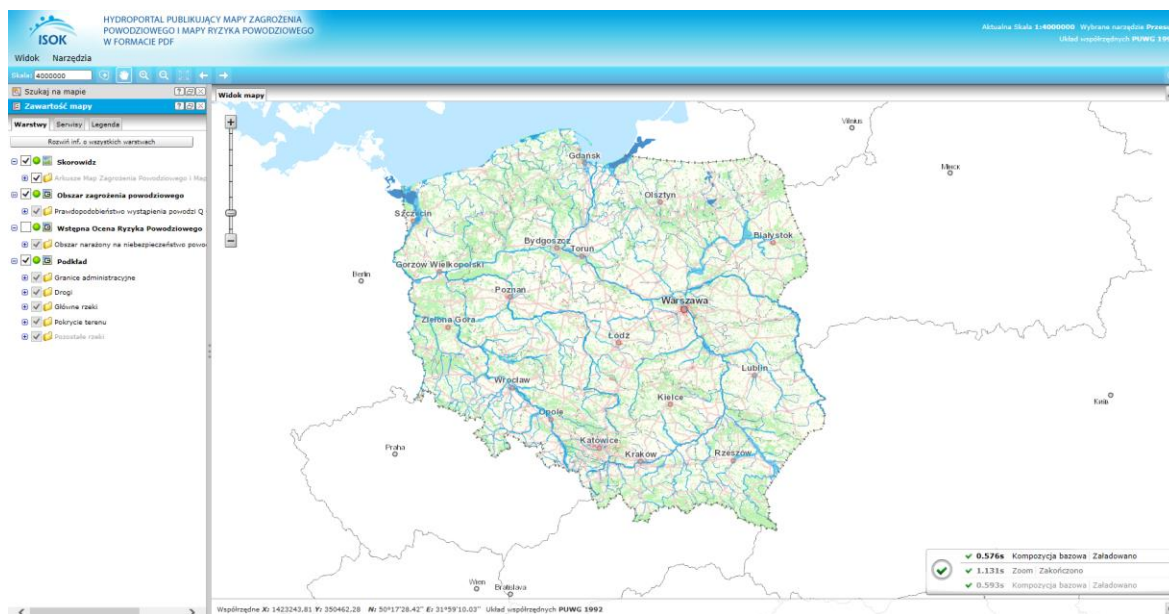 ISOK
HYDROPORTAL PUBLIKUJĄCY MAPY ZAGROŻENIA
POWODZIOWEGO I MAPY RYZYKA POWODZIOWEGO
W FORMACIE PDF
Aktualna Skala 1:4000000 Wybrane narzędzie
Układ współrzędnych PUWG
Widok Narzędzia
Skala: 4000000
Szukaj na mapie
Zawartość mapy
Warstwy Serwisy Legenda
Rozwiń inf. o wszystkich warstwach
Skorowidz
Arkusze Map Zagrożenia Powodziowego i
Obszar zagrożenia powodziowego
Prawdopodobieństwo wystąpienia powodzi Q
Wstępna Ocena Ryzyka Powodziowego
Obszar narażony na niebezpieczeństwo
Podkład
Granice administracyjne
Drogi
Główne rzeki
Pokrycie terenu
Pozostałe rzeki
Widok mapy
Vilnius
Gdańsk
Olsztyn
Szczecin
Białystok
Bydgoszcz
Toruń
Gorzów Wielkopolski
Berlin
Poznań
Warszawa
Zielona Góra
Łódź
Lublin
Wrocław
Kielce
Opole
Katowice
Kraków
Rzeszów
Praha
Wien
Bratislava
0.576s Kompozycja bazowa Załadowano
1.131s Zoom Zakończono
0.593s Kompozycja bazowa Załadowano
Współrzędne X: 1423243.81 Y: 350462.28 N: 50°17'28.42" E: 31°59'10.03" Układ współrzędnych PUWG 1992